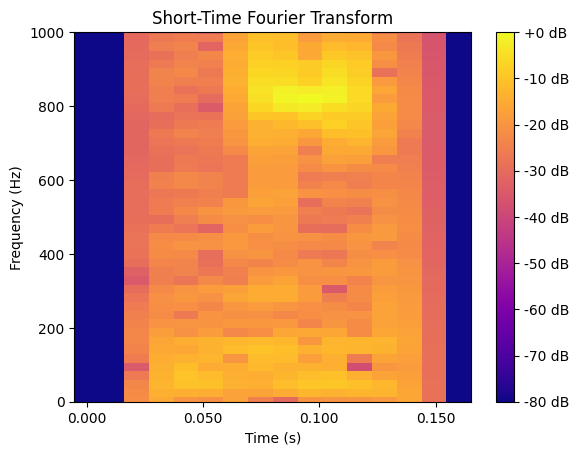 Short-Time Fourier Transform
1000
800
600
400
200
0
Frequency (Hz)
0.000
0.050
0.100
0.150
Time (s)
+0 dB
-10 dB
-20 dB
-30 dB
-40 dB
-50 dB
-60 dB
-70 dB
-80 dB